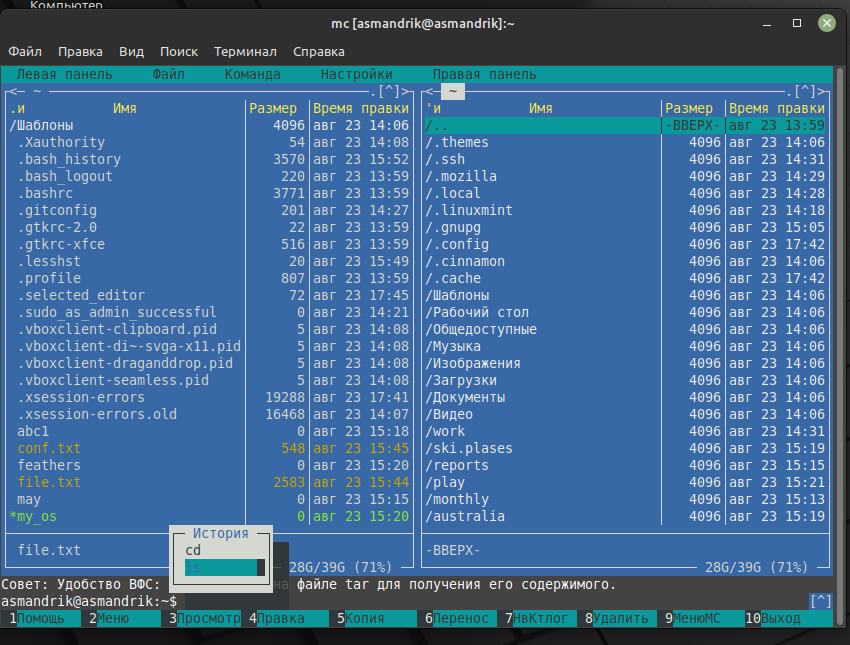 Компьютер
mc [asmandrik@asmandrik]:~
Файл Правка Вид Поиск Терминал Справка
Левая панель Файл Команда Настройки Правая панель
<─ ~ .[^]> <─ ~ .[^]>
.и Имя Размер Время правки 'и Имя Размер Время правки
/Шаблоны 4096 авг 23 14:06 /.. -ВВЕРХ- авг 23 13:59
.Xauthority 54 авг 23 14:08 /.themes 4096 авг 23 14:06
.bash_history 3570 авг 23 15:52 /.ssh 4096 авг 23 14:31
.bash_logout 220 авг 23 13:59 /.mozilla 4096 авг 23 14:29
.bashrc 3771 авг 23 13:59 /.local 4096 авг 23 14:28
.gitconfig 201 авг 23 14:27 /.linuxmint 4096 авг 23 14:18
.gtkrc-2.0 22 авг 23 13:59 /.gnupg 4096 авг 23 15:05
.gtkrc-xfce 516 авг 23 13:59 /.config 4096 авг 23 17:42
.lesshst 20 авг 23 15:49 /.cinnamon 4096 авг 23 14:06
.profile 807 авг 23 13:59 /.cache 4096 авг 23 17:42
.selected_editor 72 авг 23 17:45 /Шаблоны 4096 авг 23 14:06
.sudo_as_admin_successful 0 авг 23 14:21 /Рабочий стол 4096 авг 23 14:06
.vboxclient-clipboard.pid 5 авг 23 14:08 /Общедоступные 4096 авг 23 14:06
.vboxclient-di~-svga-x11.pid 5 авг 23 14:08 /Музыка 4096 авг 23 14:06
.vboxclient-draganddrop.pid 5 авг 23 14:08 /Изображения 4096 авг 23 14:06
.vboxclient-seamless.pid 5 авг 23 14:08 /Загрузки 4096 авг 23 14:06
.xsession-errors 19288 авг 23 17:41 /Документы 4096 авг 23 14:06
.xsession-errors.old 16468 авг 23 14:07 /Видео 4096 авг 23 14:06
abc1 0 авг 23 15:18 /work 4096 авг 23 14:31
conf.txt 548 авг 23 15:45 /ski.plases 4096 авг 23 15:19
feathers 0 авг 23 15:20 /reports 4096 авг 23 15:15
file.txt 2583 авг 23 15:44 /play 4096 авг 23 15:21
may 0 авг 23 15:15 /monthly 4096 авг 23 15:13
*my_os 0 авг 23 15:20 /australia 4096 авг 23 15:19
История
file.txt cd -ВВЕРХ-
ls 28G/39G (71%) 28G/39G (71%)
Совет: Удобство ВФС: на файле tar для получения его содержимого.
asmandrik@asmandrik:~$ [^]
1Помощь 2Меню 3Просмотр 4Правка 5Копия 6Перенос 7НвКтлог 8Удалить 9МенюMC 10Выход